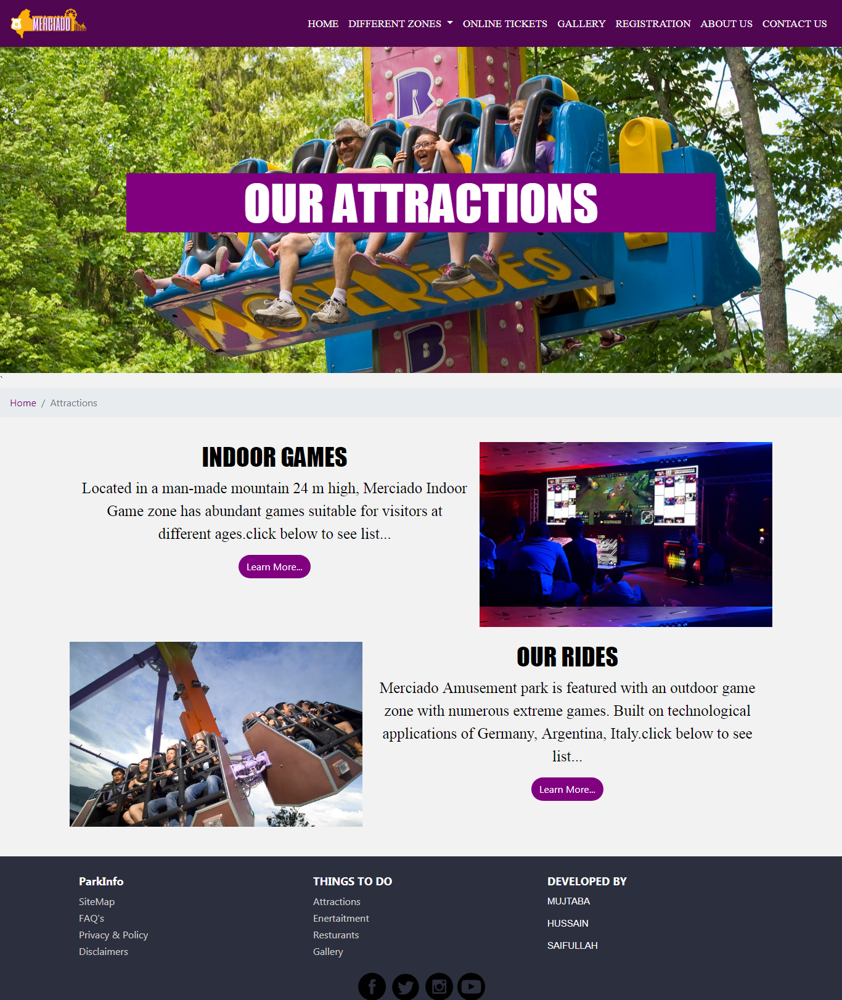 MERCIADO
HOME DIFFERENT ZONES ONLINE TICKETS GALLERY REGISTRATION ABOUT US CONTACT US
R
OUR ATTRACTIONS
MOSER RIDES
B
`
Home / Attractions
INDOOR GAMES
Located in a man-made mountain 24 m high, Merciado Indoor
Game zone has abundant games suitable for visitors at
different ages.click below to see list...
Learn More...
OUR RIDES
Merciado Amusement park is featured with an outdoor game
zone with numerous extreme games. Built on technological
applications of Germany, Argentina, Italy.click below to see
list...
Learn More...
ParkInfo
SiteMap
FAQ's
Privacy & Policy
Disclaimers
THINGS TO DO
Attractions
Enertaitment
Resturants
Gallery
DEVELOPED BY
MUJTABA
HUSSAIN
SAIFULLAH